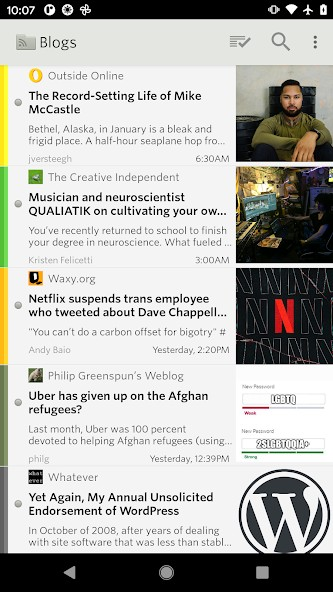 10:07
Blogs
Outside Online
The Record-Setting Life of Mike
McCastle
Bethel, Alaska, in January is a bleak and
frigid place. A half-hour seaplane hop fro...
jversteegh
6:30AM
The Creative Independent
Musician and neuroscientist
QUALIATIK on cultivating your ow...
You've recently returned to school to finish
your degree in neuroscience. What fueled ...
Kristen Felicetti
3:00AM
Waxy.org
Netflix suspends trans employee
who tweeted about Dave Chappell...
"You can't do a carbon offset for bigotry" #
Andy Baio
Yesterday, 2:20PM
N
Philip Greenspun's Weblog
Uber has given up on the Afghan
refugees?
Last month, Uber was 100 percent
devoted to helping Afghan refugees (using...
philg
Yesterday, 12:39PM
New Password
LGBTQ
Weak
New Password
2SLGBTQQIA+
Strong
what
ever
Whatever
Yet Again, My Annual Unsolicited
Endorsement of WordPress
In October of 2008, after years of dealing
with site software that was less than stabl...
W